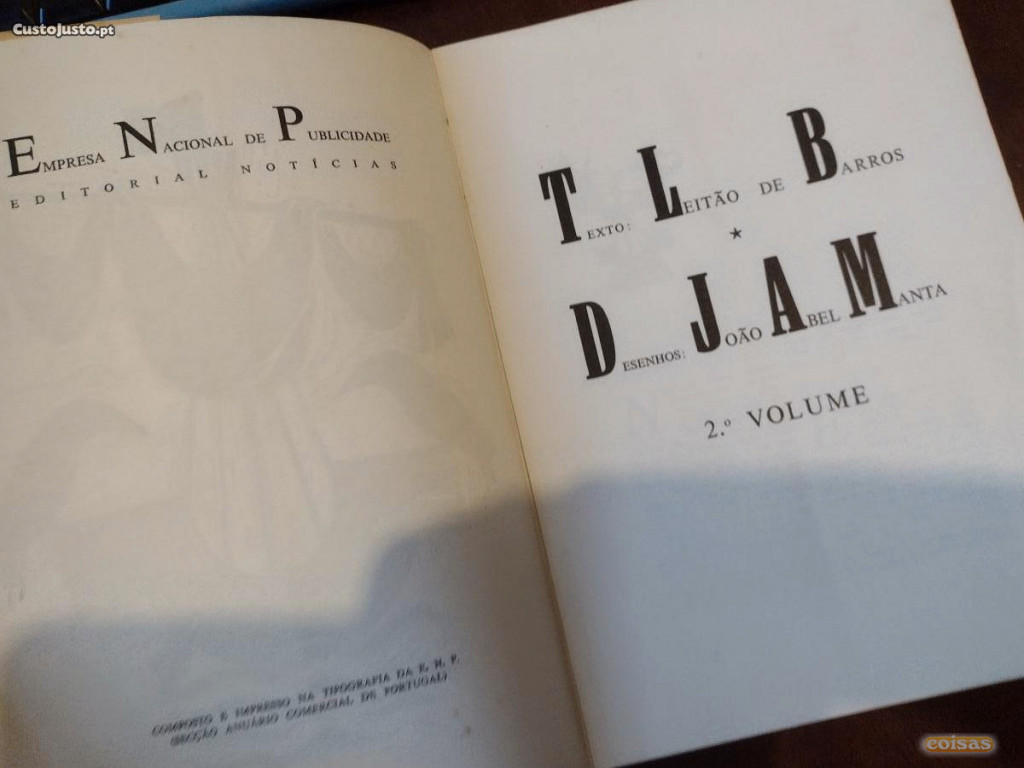 CustoJusto.pt
EMPRESA NACIONAL DE PUBLICIDADE
EDITORIAL NOTÍCIAS
COMPOSTO E IMPRESSO NA TIPOGRAFIA DA E. N. P.
(SECÇÃO ANUÁRIO COMERCIAL DE PORTUGAL)
TEXTO: LEITÃO DE BARROS
★
DESENHOS: JOÃO ABEL MANTA
2.º VOLUME
coisas